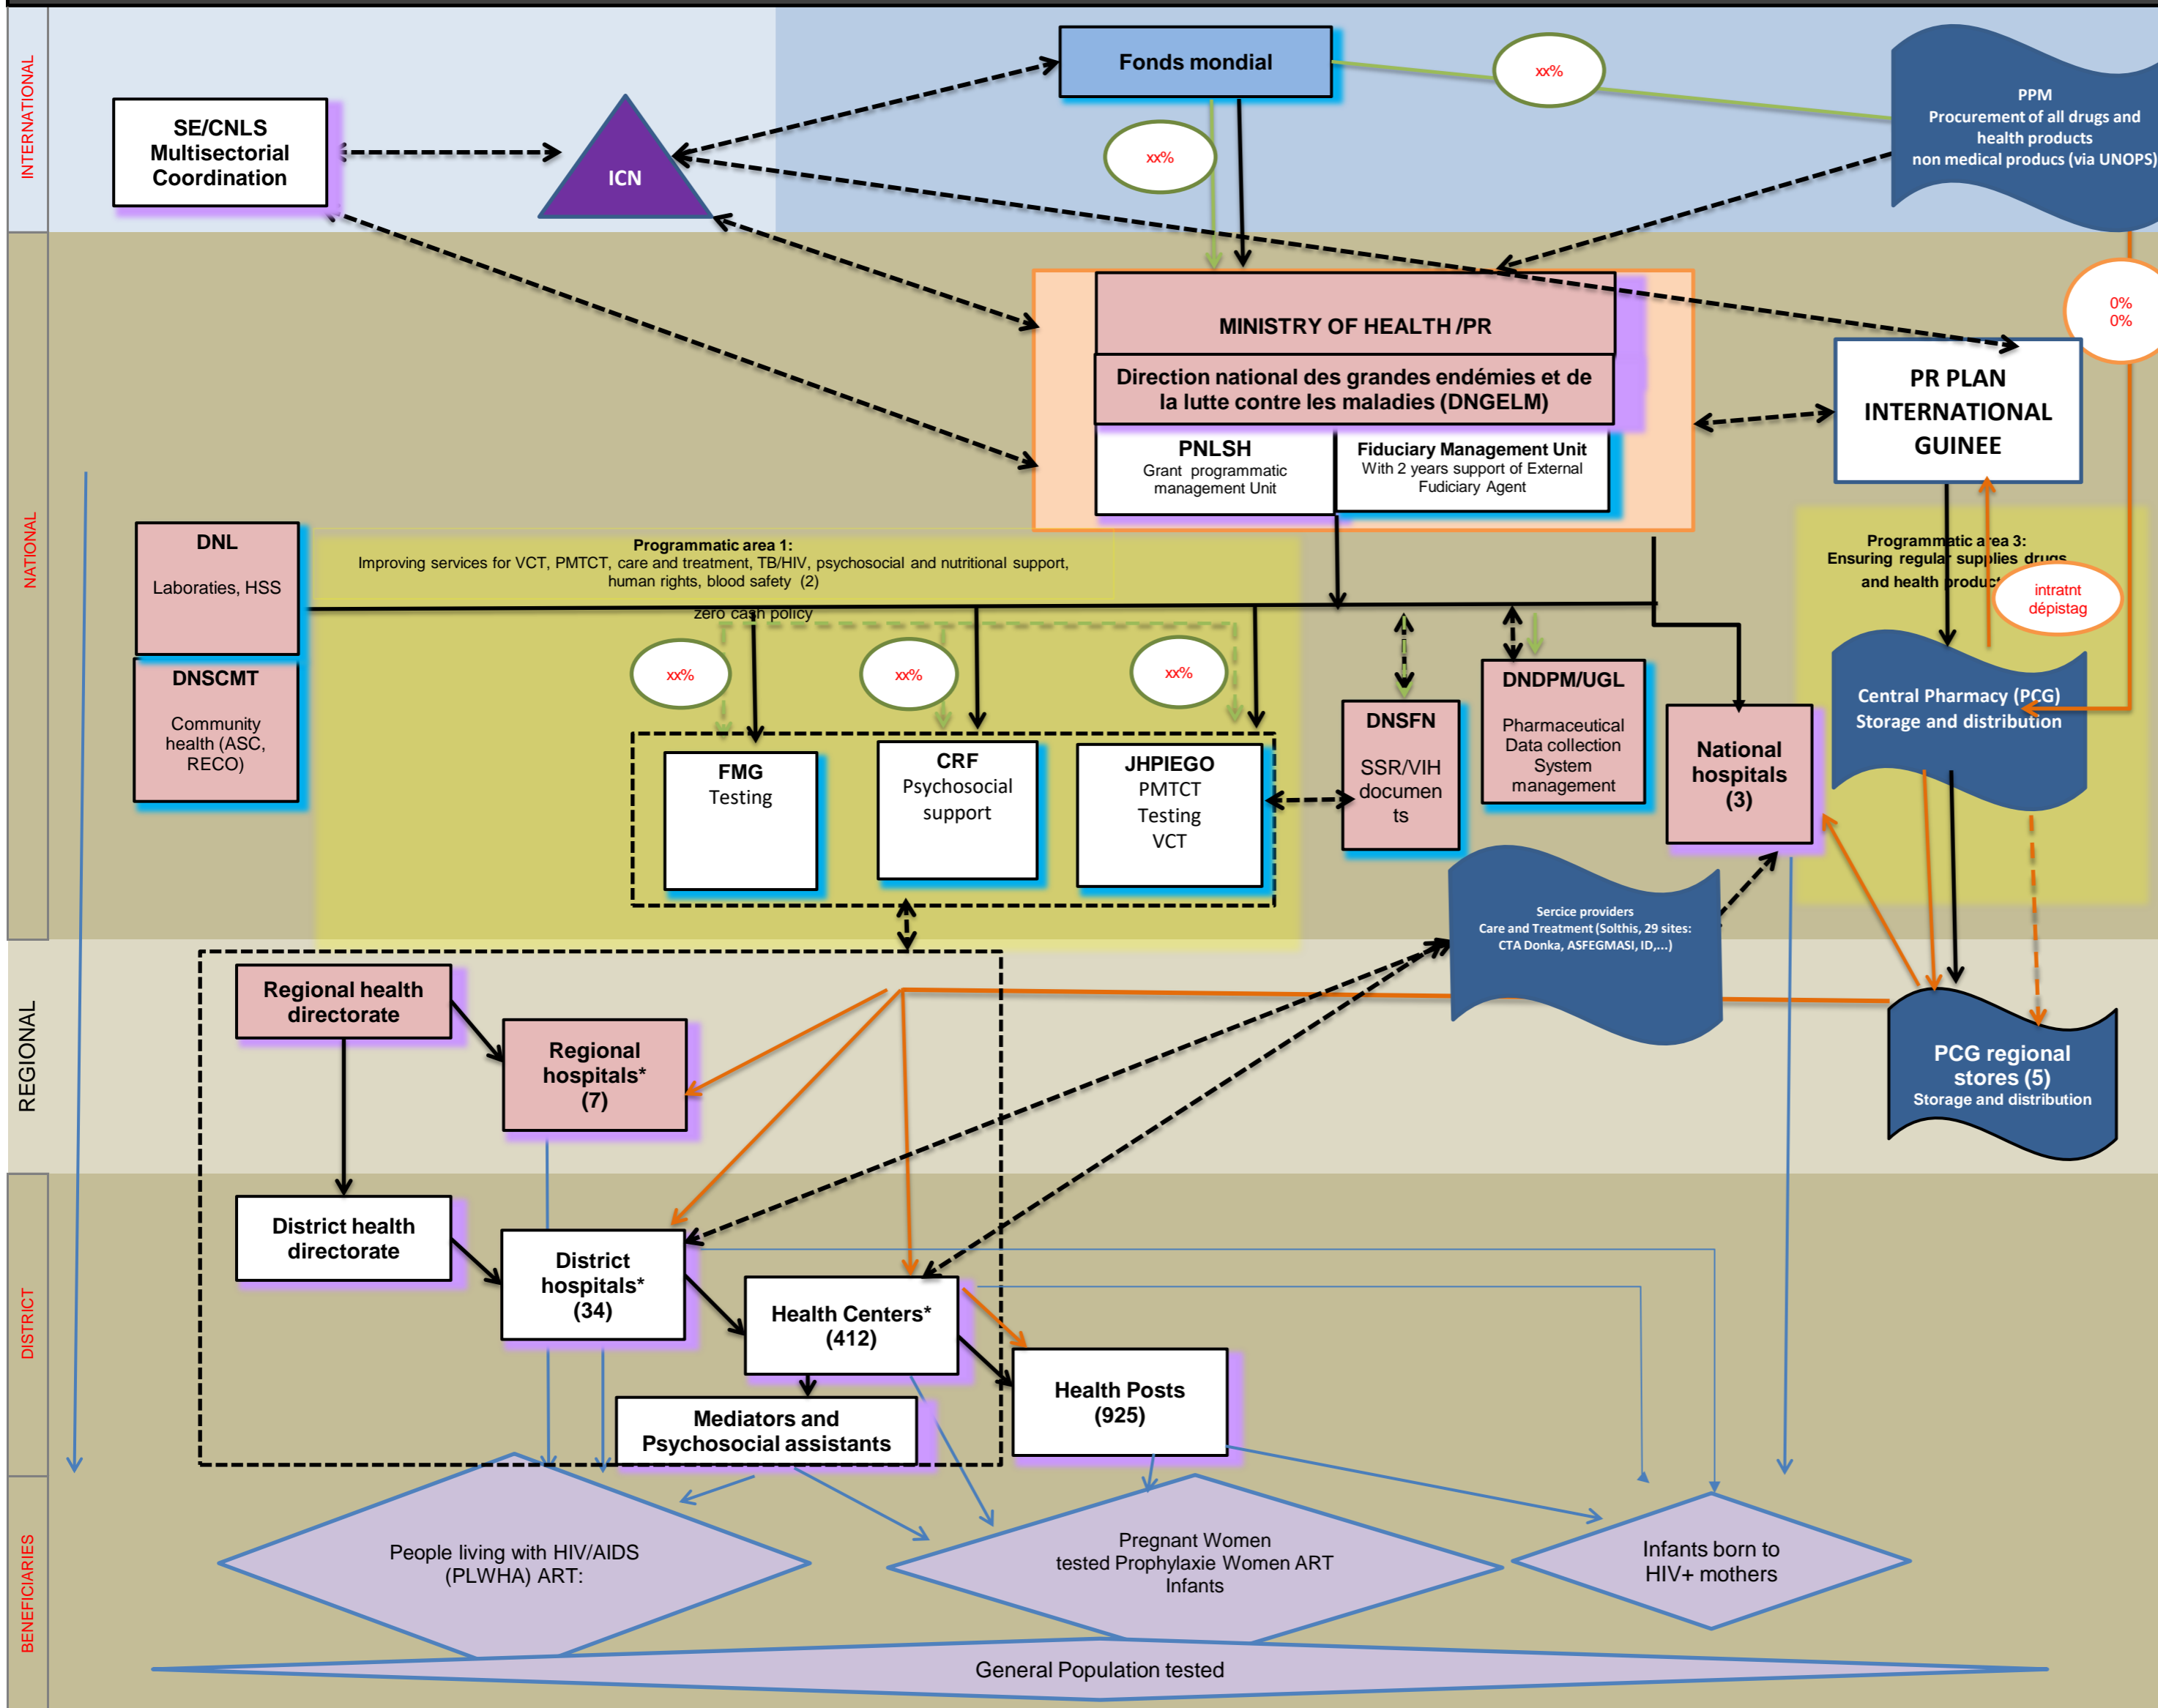 INTERNATIONAL
Fonds mondial
xx%
PPM
Procurement of all drugs and
health products
non medical producs (via UNOPS)
SE/CNLS
Multisectorial
Coordination
ICN
xx%
NATIONAL
0%
0%
MINISTRY OF HEALTH /PR
Direction national des grandes endémies et de
la lutte contre les maladies (DNGELM)
PNLSH
Grant programmatic
management Unit
Fiduciary Management Unit
With 2 years support of External
Fudiciary Agent
PR PLAN
INTERNATIONAL
GUINEE
DNL
Laboraties, HSS
DNSCMT
Community
health (ASC,
RECO)
Programmatic area 1:
Improving services for VCT, PMTCT, care and treatment, TB/HIV, psychosocial and nutritional support,
human rights, blood safety (2)
zero cash policy
Programmatic area 3:
Ensuring regular supplies drugs
and health product
intratnt
dépistag
xx%
xx%
xx%
FMG
Testing
CRF
Psychosocial
support
JHPIEGO
PMTCT
Testing
VCT
DNSFN
SSR/VIH
documen
ts
DNDPM/UGL
Pharmaceutical
Data collection
System
management
National
hospitals
(3)
Central Pharmacy (PCG)
Storage and distribution
Sercice providers
Care and Treatment (Solthis, 29 sites:
CTA Donka, ASFEGMASI, ID,...)
REGIONAL
Regional health
directorate
Regional
hospitals*
(7)
PCG regional
stores (5)
Storage and distribution
DISTRICT
District health
directorate
District
hospitals*
(34)
Health Centers*
(412)
Health Posts
(925)
Mediators and
Psychosocial assistants
BENEFICIARIES
People living with HIV/AIDS
(PLWHA) ART:
Pregnant Women
tested Prophylaxie Women ART
Infants
Infants born to
HIV+ mothers
General Population tested